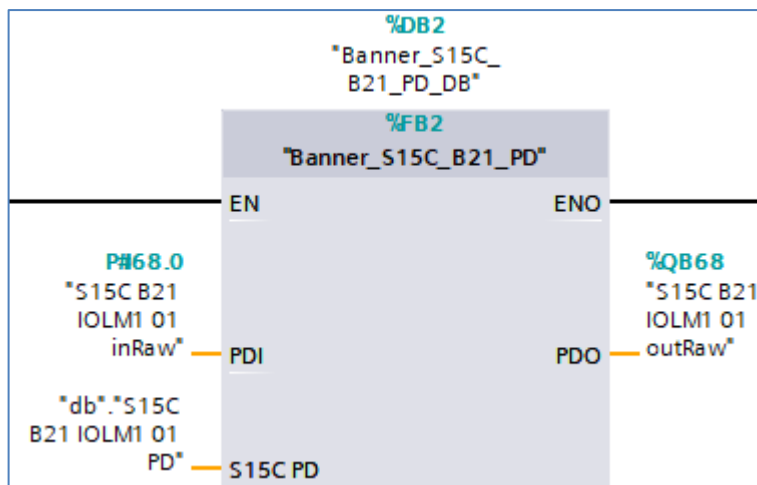 %DB2
"Banner_S15C_
B21_PD_DB"
%FB2
"Banner_S15C_B21_PD"
EN
ENO
P#I68.0
"S15C B21
IOLM1 01
inRaw"
PDI
%QB68
"S15C B21
IOLM1 01
outRaw"
PDO
"db"."S15C
B21 IOLM1 01
PD"
S15C PD